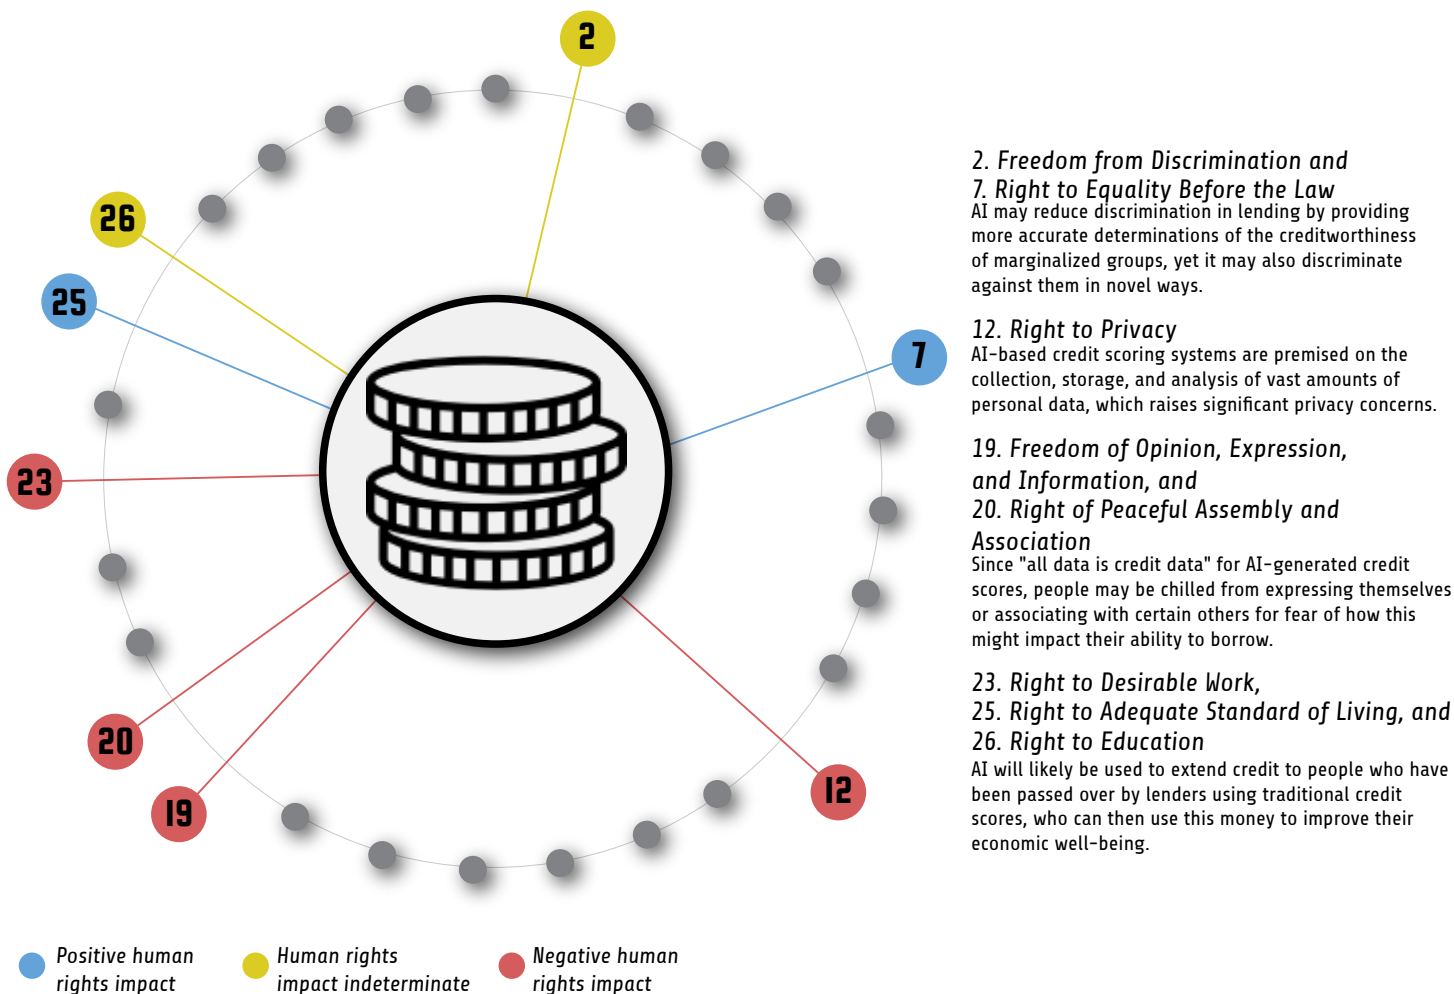 2
26
25
7
23
20
19
12
2. Freedom from Discrimination and
7. Right to Equality Before the Law
AI may reduce discrimination in lending by providing
more accurate determinations of the creditworthiness
of marginalized groups, yet it may also discriminate
against them in novel ways.
12. Right to Privacy
AI-based credit scoring systems are premised on the
collection, storage, and analysis of vast amounts of
personal data, which raises significant privacy concerns.
19. Freedom of Opinion, Expression,
and Information, and
20. Right of Peaceful Assembly and
Association
Since "all data is credit data" for AI-generated credit
scores, people may be chilled from expressing themselves
or associating with certain others for fear of how this
might impact their ability to borrow.
23. Right to Desirable Work,
25. Right to Adequate Standard of Living, and
26. Right to Education
AI will likely be used to extend credit to people who have
been passed over by lenders using traditional credit
scores, who can then use this money to improve their
economic well-being.
Positive human
rights impact
Human rights
impact indeterminate
Negative human
rights impact